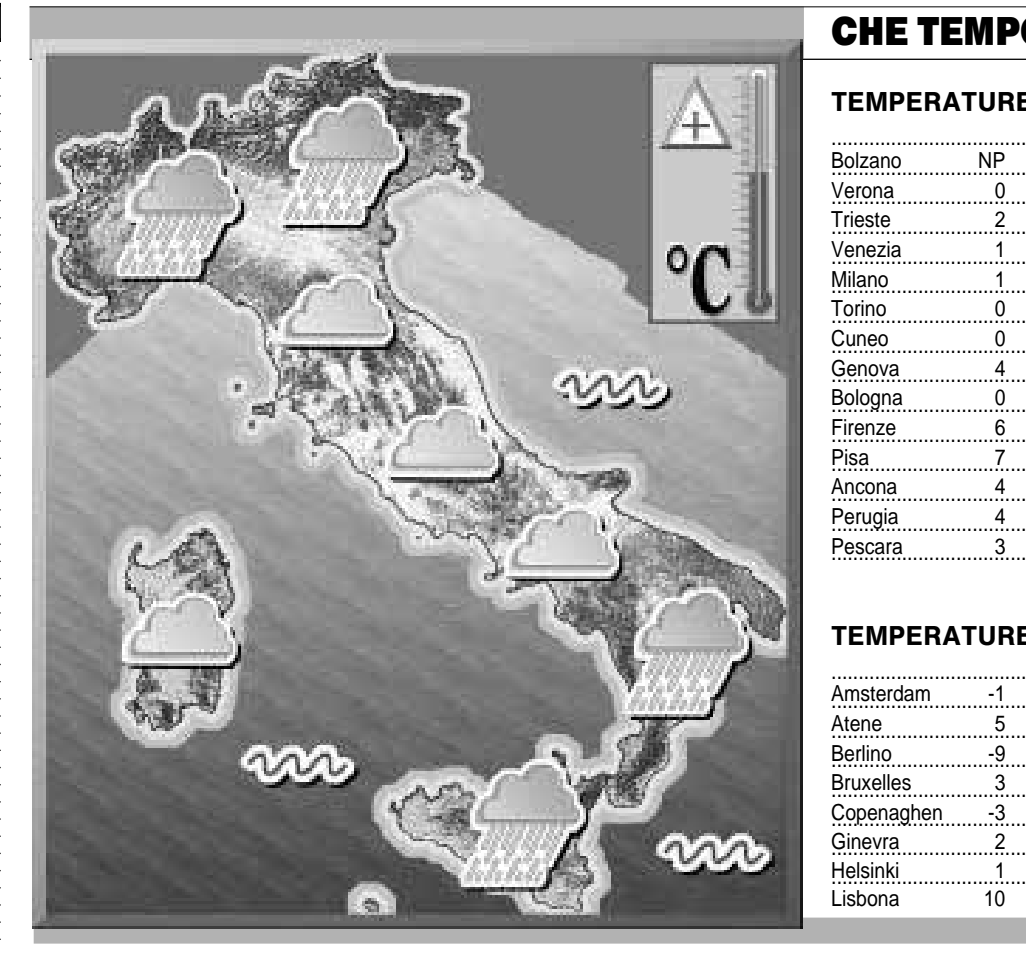 CHE TEMPO
TEMPERATURE
Bolzano NP
Verona 0
Trieste 2
Venezia 1
Milano 1
Torino 0
Cuneo 0
Genova 4
Bologna 0
Firenze 6
Pisa 7
Ancona 4
Perugia 4
Pescara 3
TEMPERATURE
Amsterdam -1
Atene 5
Berlino -9
Bruxelles 3
Copenaghen -3
Ginevra 2
Helsinki 1
Lisbona 10
+
°C